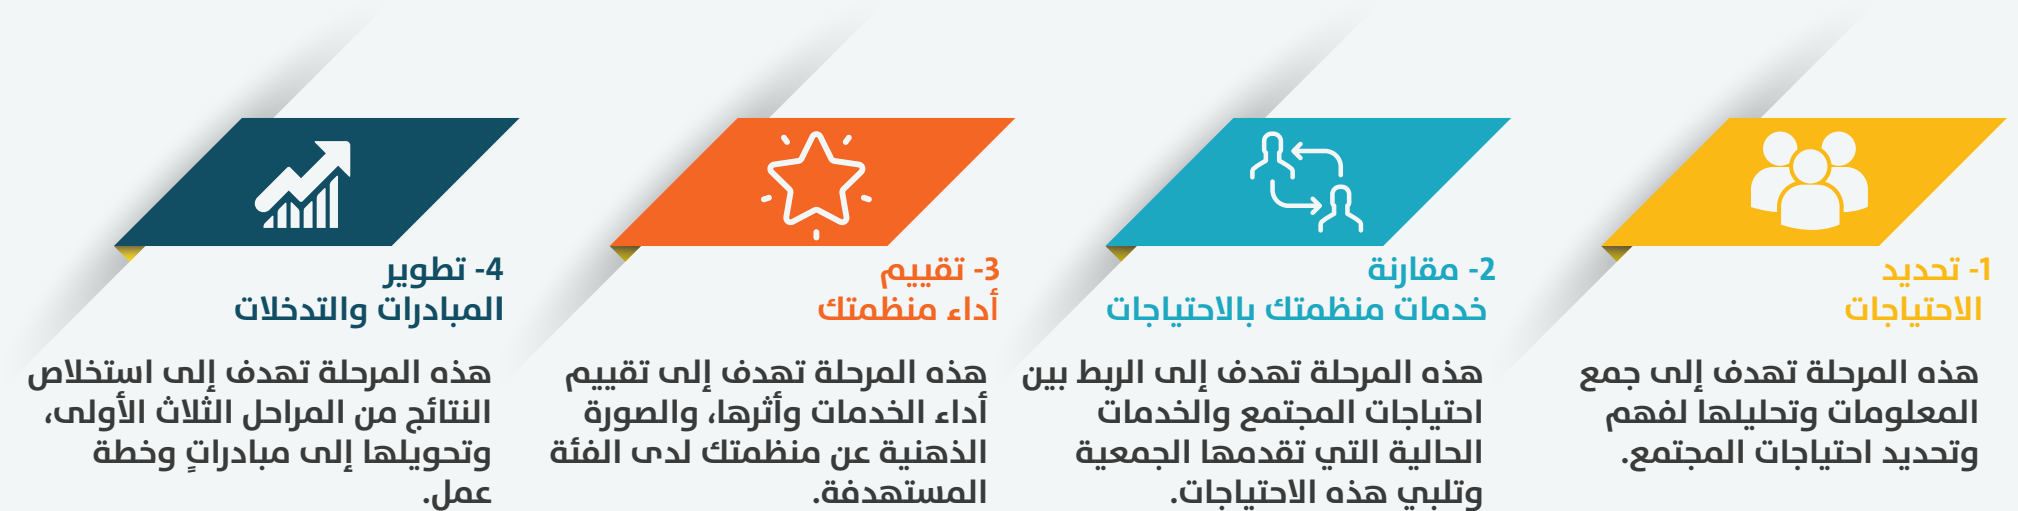 1- تحديد
الاحتياجات
هذه المرحلة تهدف إلى جمع
المعلومات وتحليلها لفهم
وتحديد احتياجات المجتمع.
2- مقارنة
خدمات منظمتك بالاحتياجات
هذه المرحلة تهدف إلى الربط بين
احتياجات المجتمع والخدمات
الحالية التي تقدمها الجمعية
وتلبي هذه الاحتياجات.
3- تقييم
أداء منظمتك
هذه المرحلة تهدف إلى تقييم
أداء الخدمات وأثرها، والصورة
الذهنية عن منظمتك لدى الفئة
المستهدفة.
4- تطوير
المبادرات والتدخلات
هذه المرحلة تهدف إلى استخلاص
النتائج من المراحل الثلاث الأولى،
وتحويلها إلى مبادراتٍ وخطة
عمل.